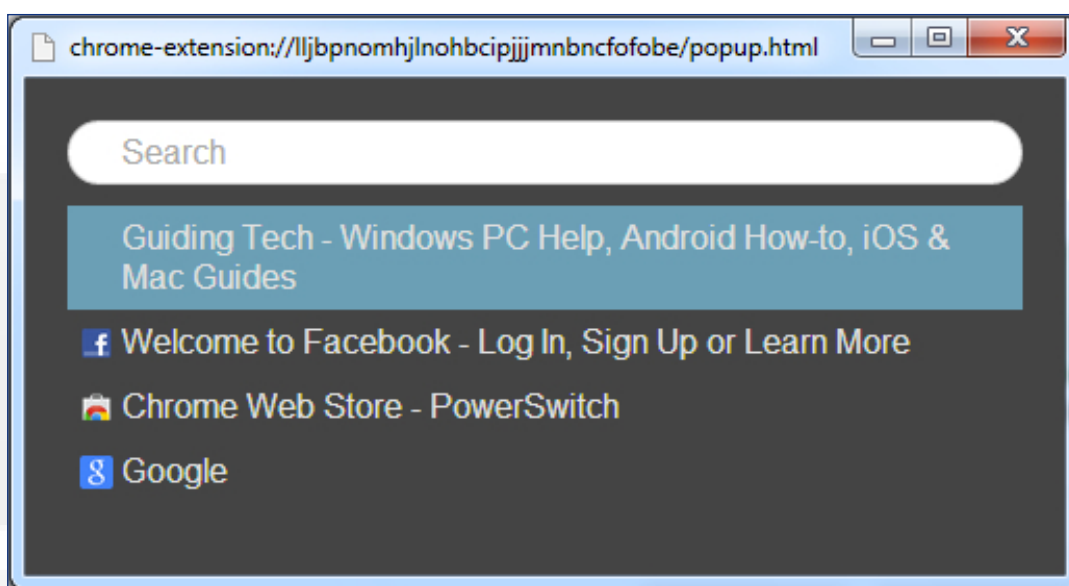 chrome-extension://lljbpnomhjlnohbcipjjjmnbncfofobe/popup.html
Search
Guiding Tech - Windows PC Help, Android How-to, iOS &
Mac Guides
Welcome to Facebook - Log In, Sign Up or Learn More
Chrome Web Store - PowerSwitch
Google